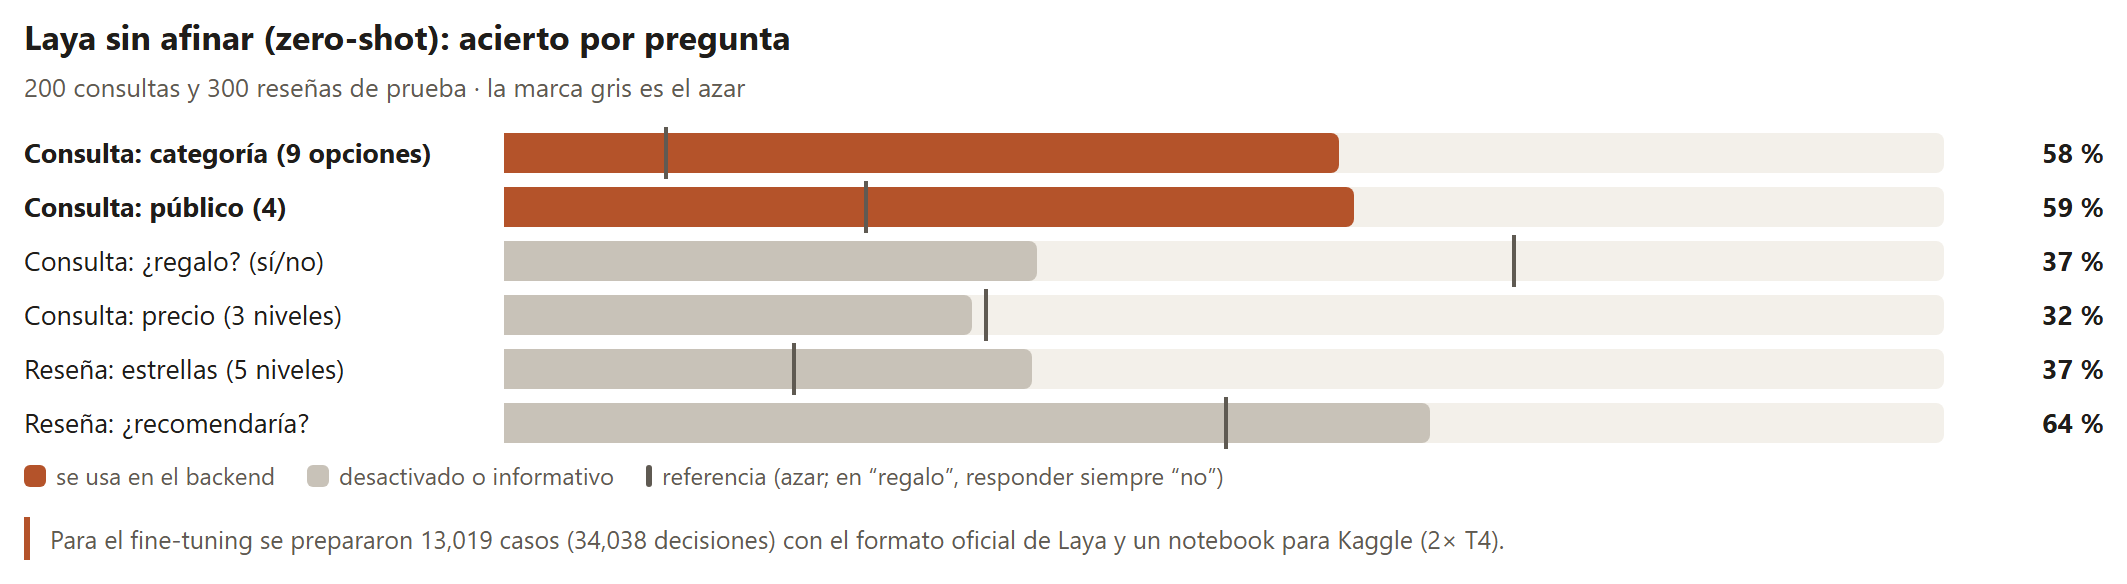 Laya sin afinar (zero-shot): acierto por pregunta
200 consultas y 300 reseñas de prueba · la marca gris es el azar
Consulta: categoría (9 opciones) 58 %
Consulta: público (4) 59 %
Consulta: ¿regalo? (sí/no) 37 %
Consulta: precio (3 niveles) 32 %
Reseña: estrellas (5 niveles) 37 %
Reseña: ¿recomendaría? 64 %
se usa en el backend desactivado o informativo referencia (azar; en “regalo”, responder siempre “no”)
Para el fine-tuning se prepararon 13,019 casos (34,038 decisiones) con el formato oficial de Laya y un notebook para Kaggle (2× T4).